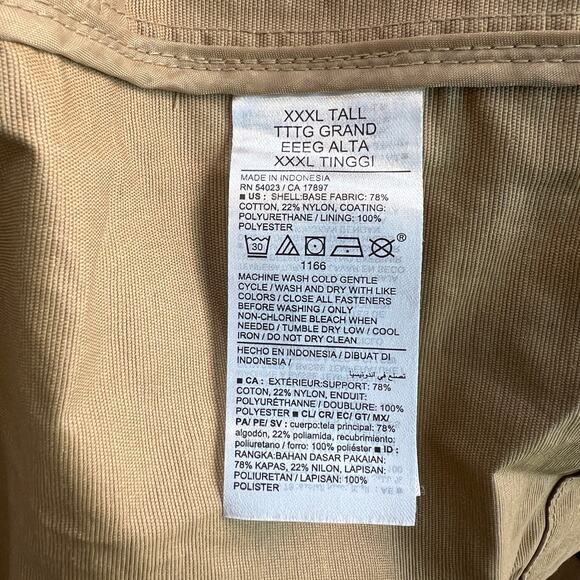 XXXL TALL
TTTG GRAND
EEEG ALTA
XXXL TINGGI
MADE IN INDONESIA
RN 54023 / CA 17897
■ US : SHELL:BASE FABRIC: 78%
COTTON, 22% NYLON, COATING:
POLYURETHANE / LINING: 100%
POLYESTER
30 ®
1166
MACHINE WASH COLD GENTLE
CYCLE / WASH AND DRY WITH LIKE
COLORS / CLOSE ALL FASTENERS
BEFORE WASHING / ONLY
NON-CHLORINE BLEACH WHEN
NEEDED / TUMBLE DRY LOW / COOL
IRON / DO NOT DRY CLEAN
HECHO EN INDONESIA / DIBUAT DI
INDONESIA /
تصنع في اندونيسيا
■ CA : EXTÉRIEUR:SUPPORT: 78%
COTON, 22% NYLON, ENDUIT:
POLYURÉTHANNE / DOUBLURE: 100%
POLYESTER ■ CL/ CR/ EC/ GT/ MX/
PA/ PE/ SV : cuerpo:tela principal: 78%
algodón, 22% poliamida, recubrimiento:
poliuretano / forro: 100% poliéster ■ ID :
RANGKA:BAHAN DASAR PAKAIAN:
78% KAPAS, 22% NILON, LAPISAN:
POLIURETAN / LAPISAN: 100%
POLISTER